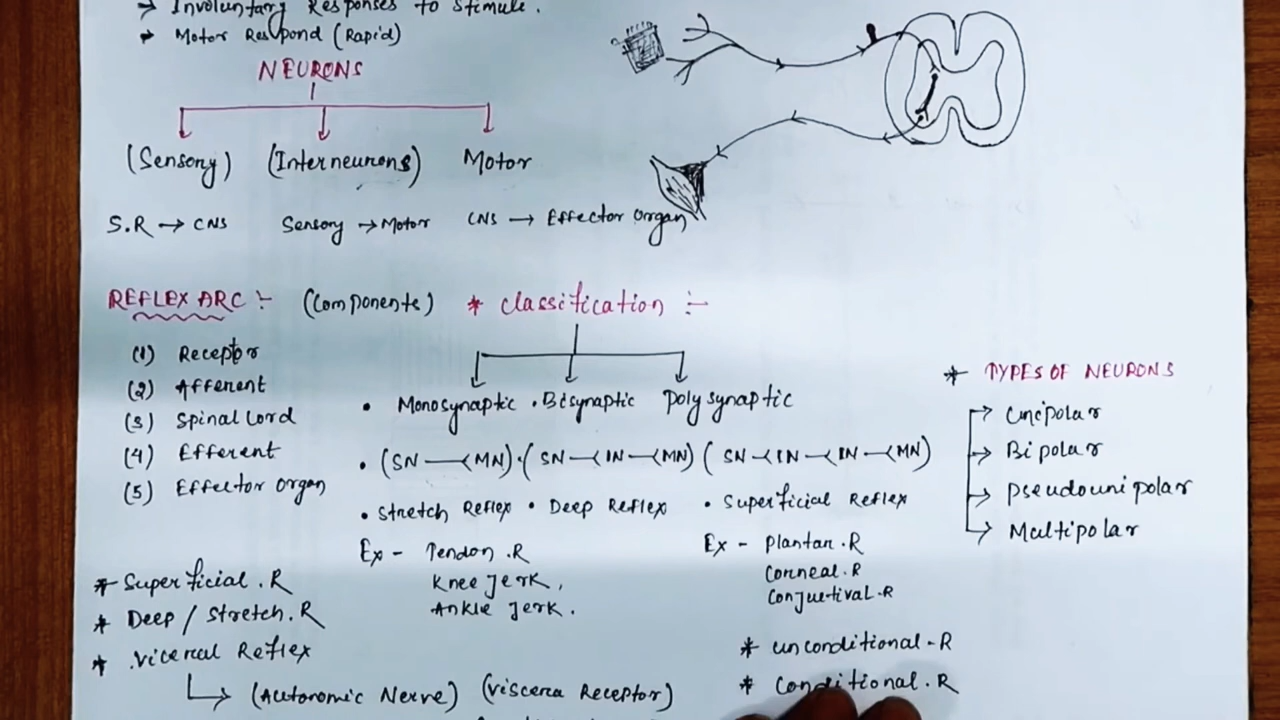 → Involuntary Responses to stimule.
→ Motor Respond (Rapid)
NEURONS
(Sensory) (Interneurons) Motor
S.R → CNS Sensory → Motor CNS → Effector Organ
REFLEX ARC :- (Components)
(1) Receptor
(2) Afferent
(3) Spinal Cord
(4) Efferent
(5) Effector Organ
* Superficial.R
* Deep / Stretch.R
* Viceral Reflex
(Autonomic Nerve) (Viscera Receptor)
* Classification :-
• Monosynaptic • Bisynaptic Polysynaptic
• (SN —< MN) • (SN —< IN —< MN) (SN —< IN —< IN —< MN)
• Stretch Reflex • Deep Reflex • Superficial Reflex
Ex - Tendon.R
Knee Jerk,
Ankle Jerk.
Ex - Plantar.R
Corneal.R
* unconditional-R
* Conditional.R
* TYPES OF NEURONS
→ Unipolar
→ Bipolar
→ Pseudounipolar
→ Multipolar